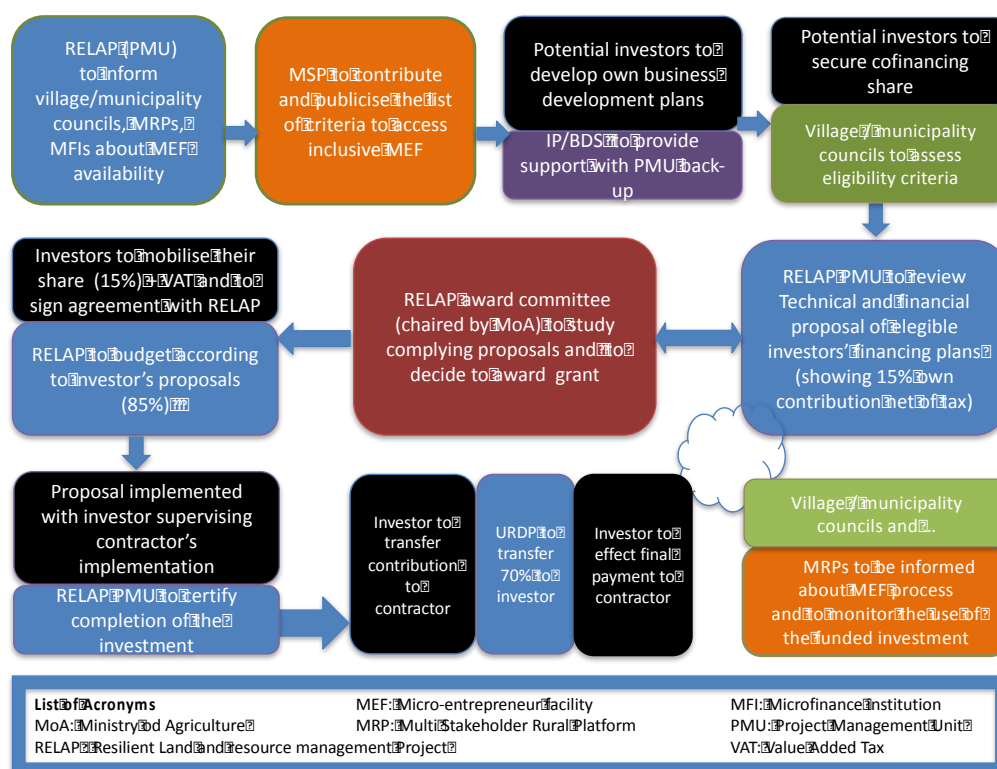 RELAP (PMU)
to inform
village/municipality
councils, MRPs,
MFIs about MEF
availability
MSP to contribute
and publicise the list
of criteria to access
inclusive MEF
Potential investors to
develop own business
development plans
IP/BDS to provide
support with PMU back-
up
Potential investors to
secure cofinancing
share
Village / municipality
councils to assess
eligibility criteria
Investors to mobilise their
share (15%) + VAT and to
sign agreement with RELAP
RELAP to budget according
to investor's proposals
(85%)
RELAP award committee
(chaired by MoA) to study
complying proposals and to
decide to award grant
RELAP PMU to review
Technical and financial
proposal of elegible
investors' financing plans
(showing 15% own
contribution net of tax)
Proposal implemented
with investor supervising
contractor's
implementation
RELAP PMU to certify
completion of the
investment
Investor to
transfer
contribution
to
contractor
URDP to
transfer
70% to
investor
Investor to
effect final
payment to
contractor
Village / municipality
councils and ..
MRPs to be informed
about MEF process
and to monitor the use of
the funded investment
List of Acronyms
MEF: Micro-entrepreneur facility
MFI: Microfinance Institution
MoA: Ministry od Agriculture
MRP: Multi Stakeholder Rural Platform
PMU: Project Management Unit
RELAP : Resilient Land and resource management Project
VAT: Value Added Tax